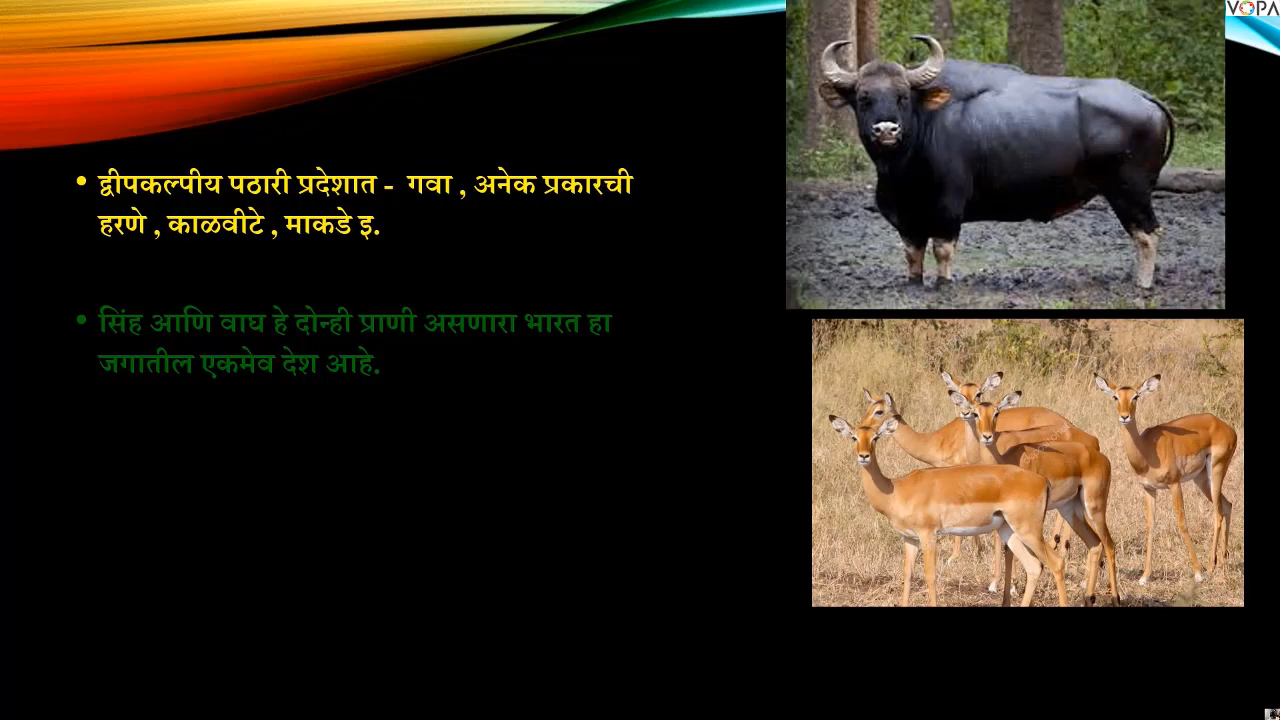 VOPA
• द्वीपकल्पीय पठारी प्रदेशात - गवा , अनेक प्रकारची
हरणे , काळवीटे , माकडे इ.
• सिंह आणि वाघ हे दोन्ही प्राणी असणारा भारत हा
जगातील एकमेव देश आहे.